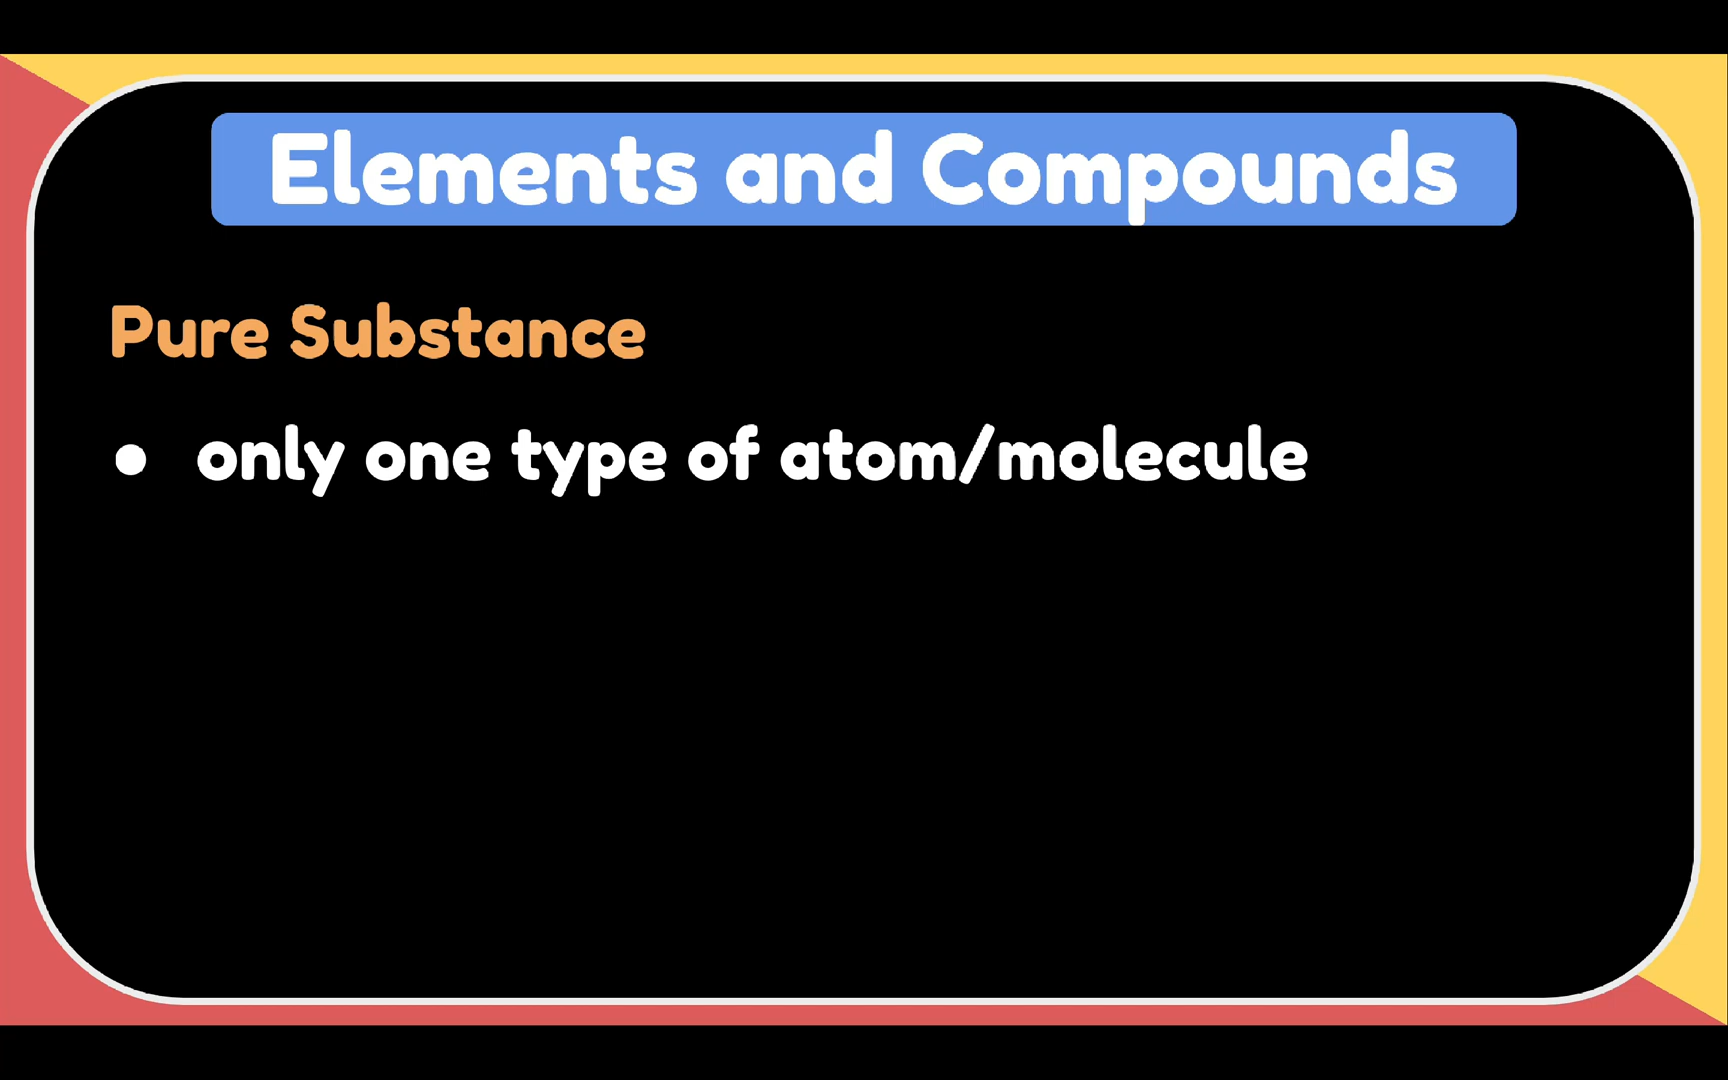 Elements and Compounds
Pure Substance
● only one type of atom/molecule